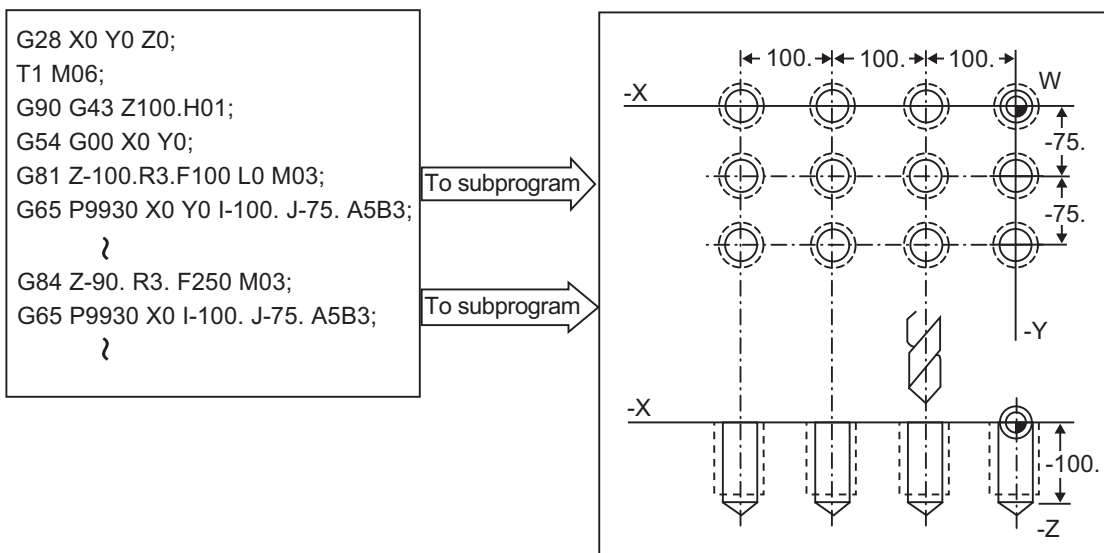 G28 X0 Y0 Z0;
T1 M06;
G90 G43 Z100.H01;
G54 G00 X0 Y0;
G81 Z-100.R3.F100 L0 M03;
G65 P9930 X0 Y0 I-100. J-75. A5B3;
~
G84 Z-90. R3. F250 M03;
G65 P9930 X0 I-100. J-75. A5B3;
~
To subprogram
To subprogram
100. 100. 100.
-X
W
-75.
-75.
-Y
-X
-100.
-Z